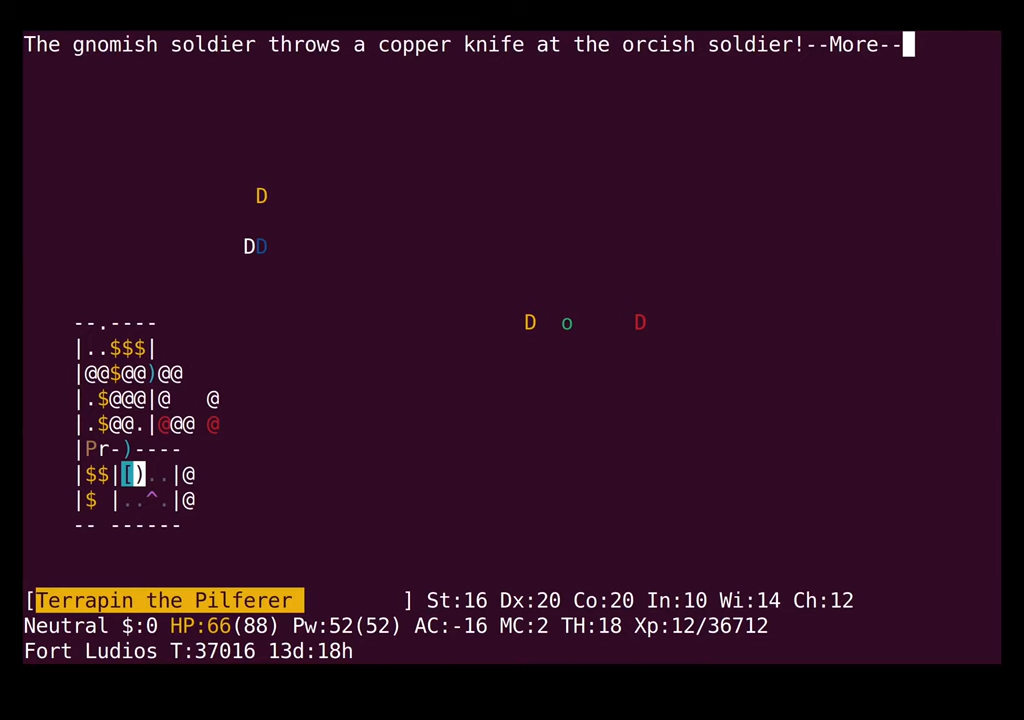 The gnomish soldier throws a copper knife at the orcish soldier!--More--
D
DD
--.---- D o D
|..$$$|
|@@$@@)@@
|.$@@@|@ @
|.$@@.|@@@ @
|Pr-)----
|$$|[)..|@
|$ |..^.|@
-- ------
[Terrapin the Pilferer ] St:16 Dx:20 Co:20 In:10 Wi:14 Ch:12
Neutral $:0 HP:66(88) Pw:52(52) AC:-16 MC:2 TH:18 Xp:12/36712
Fort Ludios T:37016 13d:18h